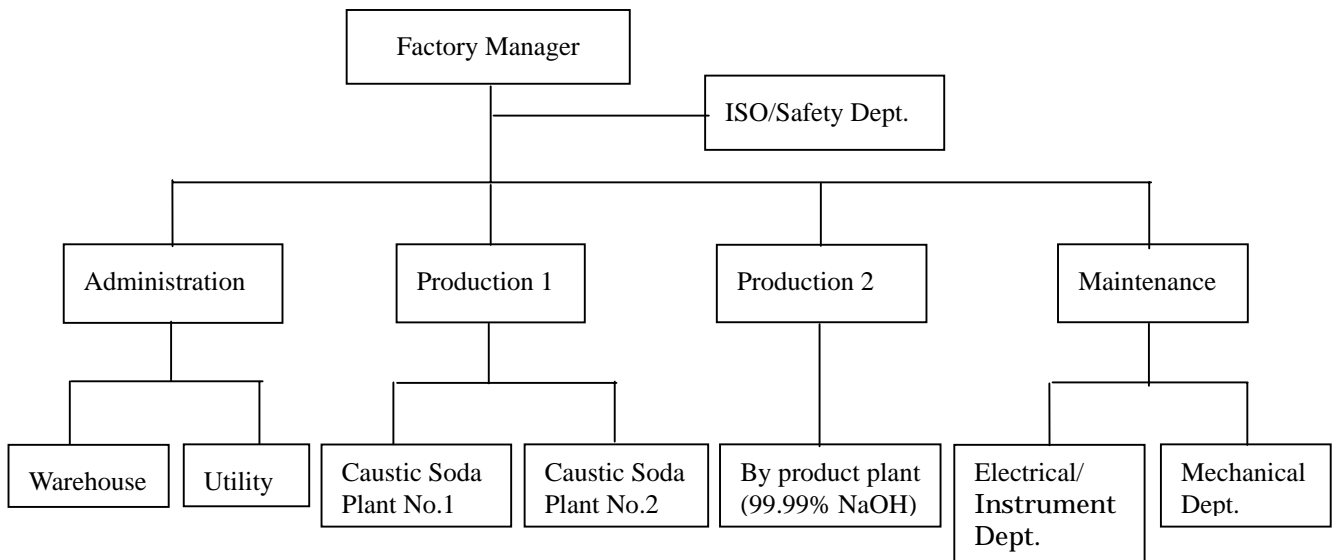 Factory Manager
ISO/Safety Dept.
Administration
Production 1
Production 2
Maintenance
Warehouse
Utility
Caustic Soda
Plant No.1
Caustic Soda
Plant No.2
By product plant
(99.99% NaOH)
Electrical/
Instrument
Dept.
Mechanical
Dept.